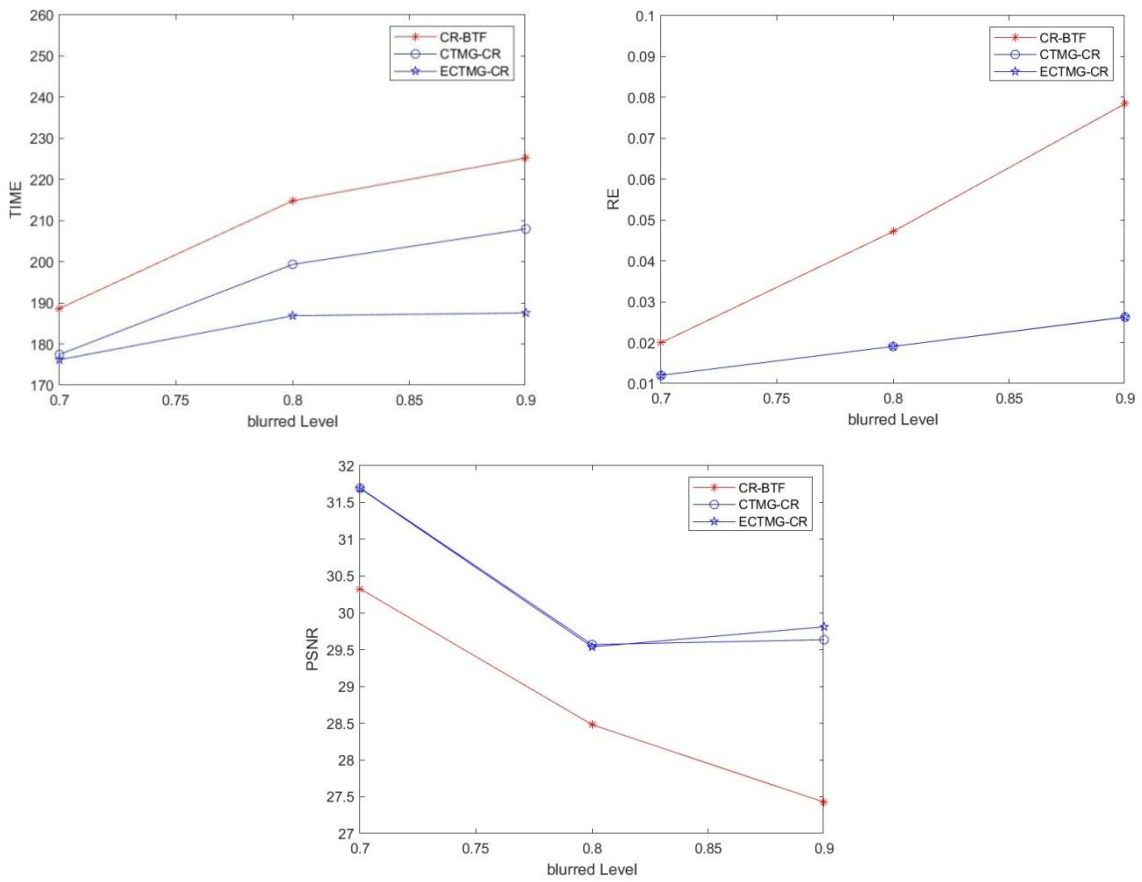 260
250
240
230
220
210
200
190
180
170
TIME
0.7 0.75 0.8 0.85 0.9
blurred Level
CR-BTF
CTMG-CR
ECTMG-CR
0.1
0.09
0.08
0.07
0.06
0.05
0.04
0.03
0.02
0.01
RE
0.7 0.75 0.8 0.85 0.9
blurred Level
CR-BTF
CTMG-CR
ECTMG-CR
32
31.5
31
30.5
30
29.5
29
28.5
28
27.5
27
PSNR
0.7 0.75 0.8 0.85 0.9
blurred Level
CR-BTF
CTMG-CR
ECTMG-CR